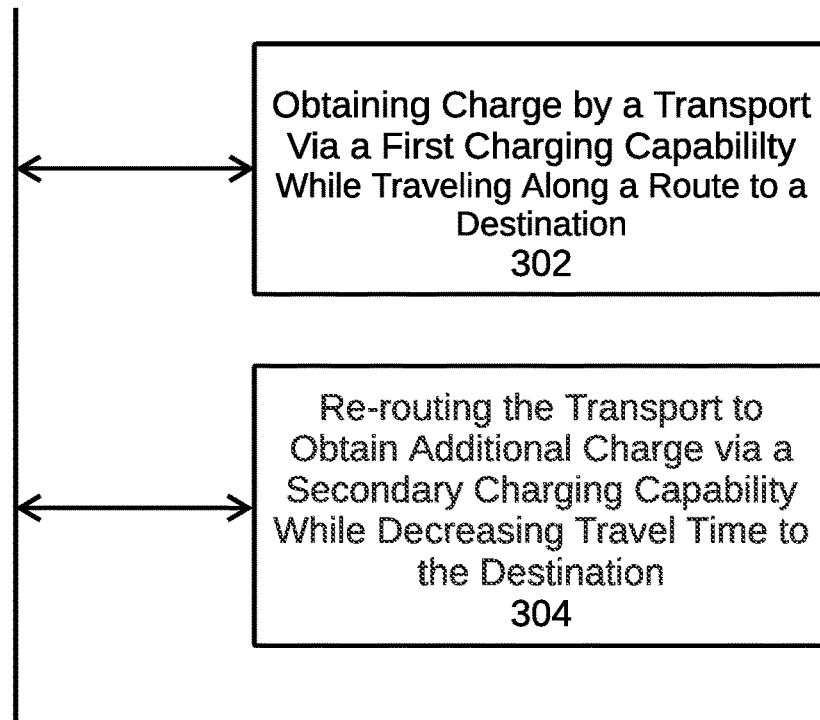 Obtaining Charge by a Transport
Via a First Charging Capabililty
While Traveling Along a Route to a
Destination
302
Re-routing the Transport to
Obtain Additional Charge via a
Secondary Charging Capability
While Decreasing Travel Time to
the Destination
304